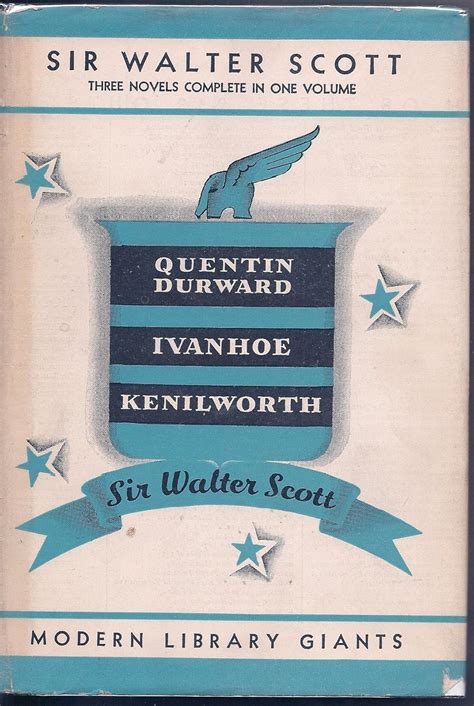 SIR WALTER SCOTT
THREE NOVELS COMPLETE IN ONE VOLUME
QUENTIN
DURWARD
IVANHOE
KENILWORTH
Sir Walter Scott
MODERN LIBRARY GIANTS